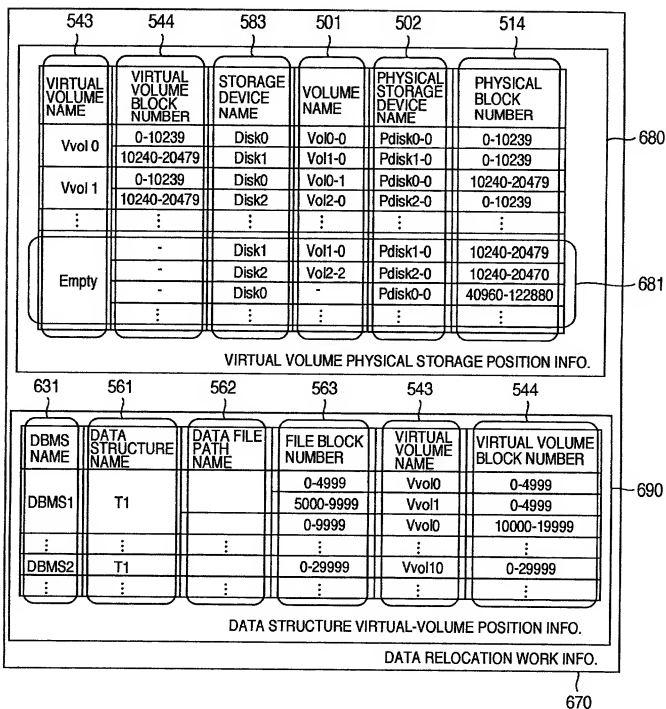 543 544 583 501 502 514
VIRTUAL VOLUME NAME | VIRTUAL VOLUME BLOCK NUMBER | STORAGE DEVICE NAME | VOLUME NAME | PHYSICAL STORAGE DEVICE NAME | PHYSICAL BLOCK NUMBER
Vvol 0 | 0-10239 | Disk0 | Vol0-0 | Pdisk0-0 | 0-10239
10240-20479 | Disk1 | Vol1-0 | Pdisk1-0 | 0-10239
Vvol 1 | 0-10239 | Disk0 | Vol0-1 | Pdisk0-0 | 10240-20479
10240-20479 | Disk2 | Vol2-0 | Pdisk2-0 | 0-10239
⋮ | ⋮ | ⋮ | ⋮ | ⋮ | ⋮
Empty | - | Disk1 | Vol1-0 | Pdisk1-0 | 10240-20479
- | Disk2 | Vol2-2 | Pdisk2-0 | 10240-20470
- | Disk0 | - | Pdisk0-0 | 40960-122880
⋮ | ⋮ | ⋮ | ⋮ | ⋮
VIRTUAL VOLUME PHYSICAL STORAGE POSITION INFO.
680
681
631 561 562 563 543 544
DBMS NAME | DATA STRUCTURE NAME | DATA FILE PATH NAME | FILE BLOCK NUMBER | VIRTUAL VOLUME NAME | VIRTUAL VOLUME BLOCK NUMBER
DBMS1 | T1 | 0-4999 | Vvol0 | 0-4999
5000-9999 | Vvol1 | 0-4999
0-9999 | Vvol0 | 10000-19999
⋮ | ⋮ | ⋮ | ⋮ | ⋮ | ⋮
DBMS2 | T1 | 0-29999 | Vvol10 | 0-29999
⋮ | ⋮ | ⋮ | ⋮ | ⋮ | ⋮
DATA STRUCTURE VIRTUAL-VOLUME POSITION INFO.
690
DATA RELOCATION WORK INFO.
670